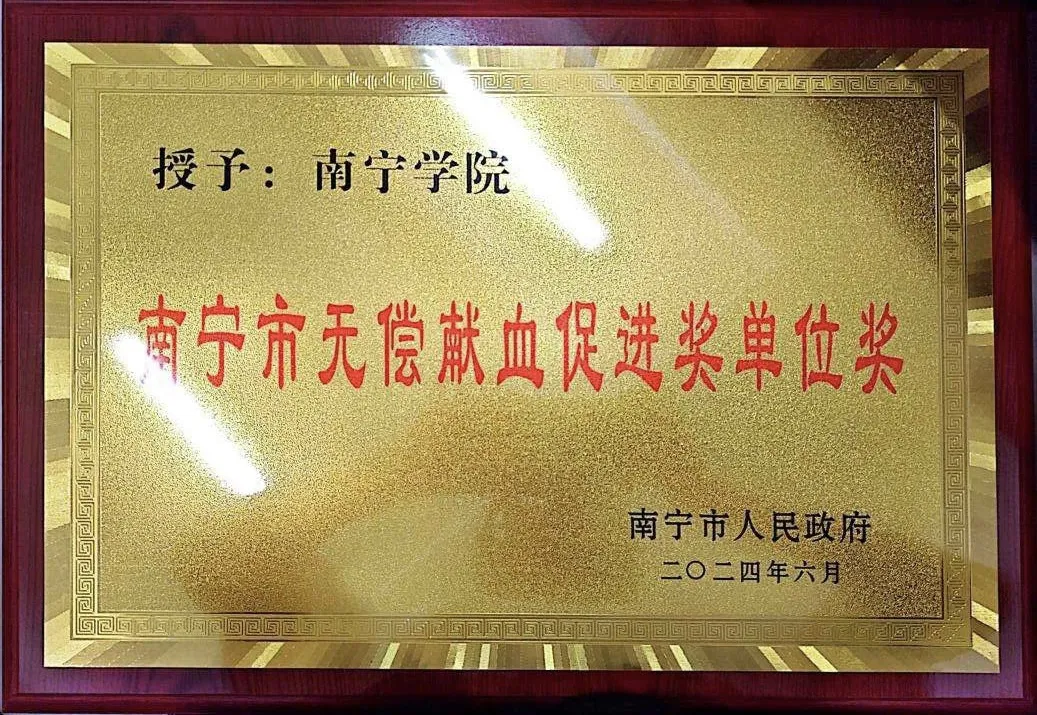 授予：南宁学院
南宁市无偿献血促进奖单位奖
南宁市人民政府
二〇二四年六月